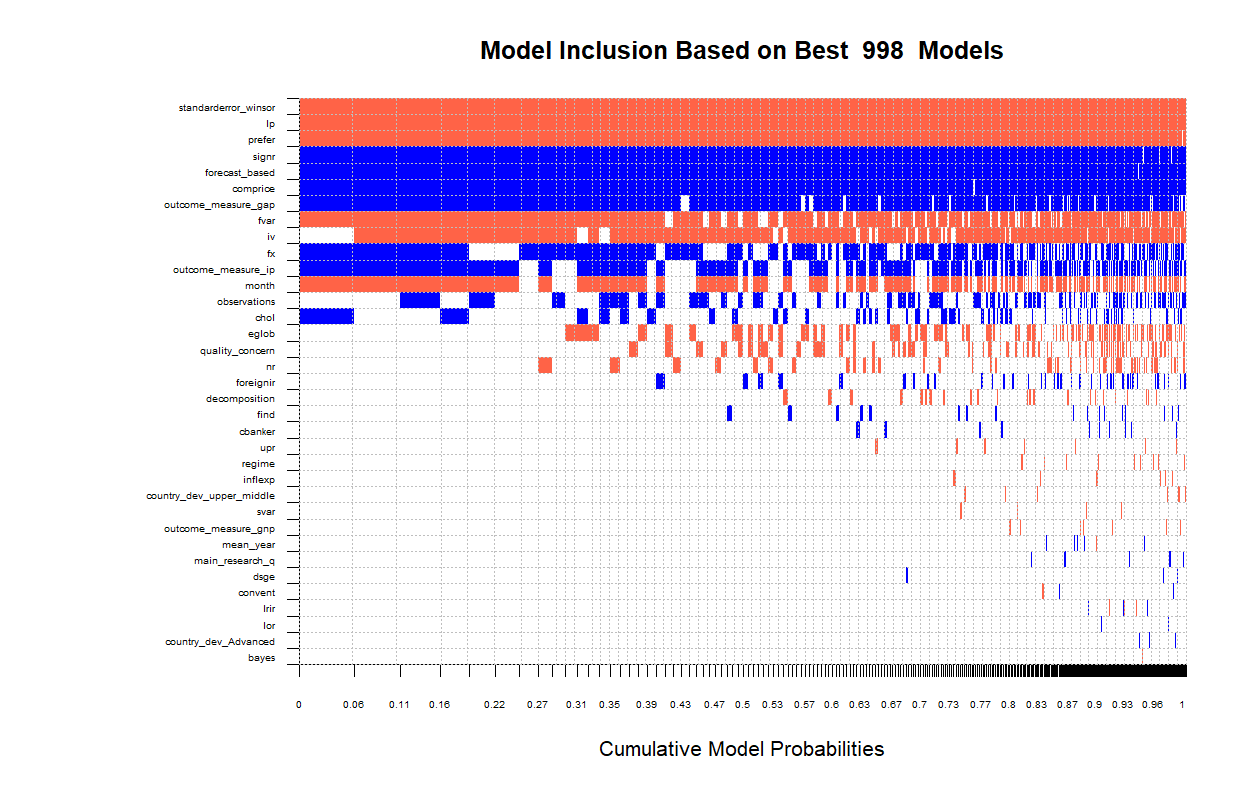 Model Inclusion Based on Best 998 Models
standarderror_winsor
lp
prefer
signr
forecast_based
comprice
outcome_measure_gap
fvar
iv
fx
outcome_measure_ip
month
observations
chol
eglob
quality_concern
nr
foreignir
decomposition
find
cbanker
upr
regime
inflexp
country_dev_upper_middle
svar
outcome_measure_gnp
mean_year
main_research_q
dsge
convent
lrir
lor
country_dev_Advanced
bayes
0 0.06 0.11 0.16 0.22 0.27 0.31 0.35 0.39 0.43 0.47 0.5 0.53 0.57 0.6 0.63 0.67 0.7 0.73 0.77 0.8 0.83 0.87 0.9 0.93 0.96 1
Cumulative Model Probabilities